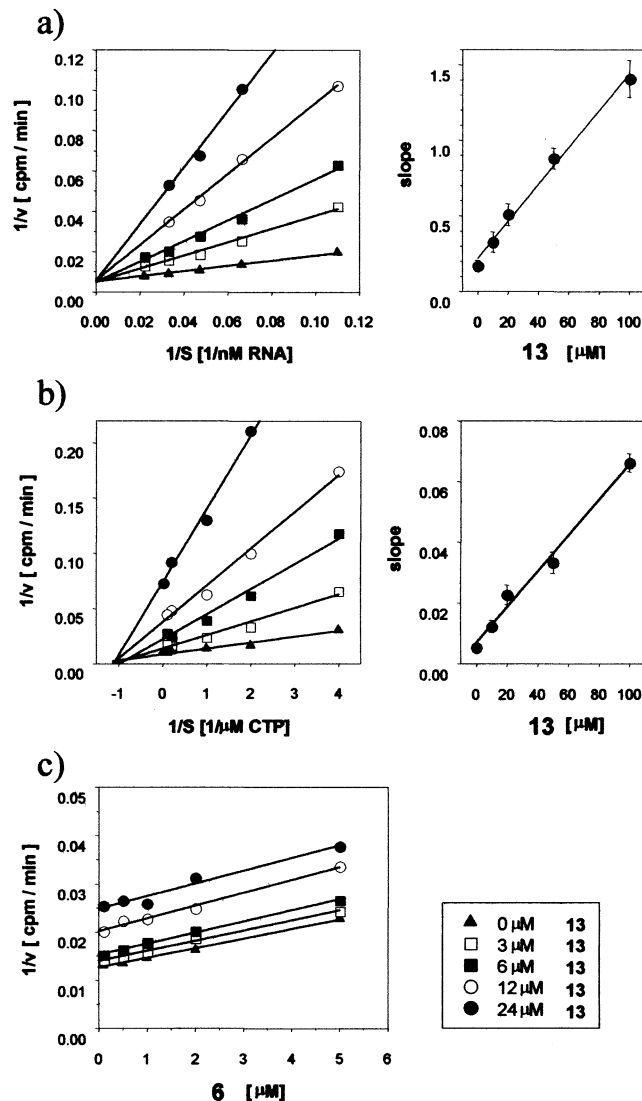 a)
1/v [ cpm / min ]
0.12
0.10
0.08
0.06
0.04
0.02
0.00
0.00 0.02 0.04 0.06 0.08 0.10 0.12
1/S [1/nM RNA]
slope
1.5
1.0
0.5
0.0
0 20 40 60 80 100
13 [µM]
b)
1/v [ cpm / min ]
0.20
0.15
0.10
0.05
0.00
-1 0 1 2 3 4
1/S [1/µM CTP]
slope
0.08
0.06
0.04
0.02
0.00
0 20 40 60 80 100
13 [µM]
c)
1/v [ cpm / min ]
0.05
0.04
0.03
0.02
0.01
0.00
0 1 2 3 4 5 6
6 [µM]
0 µM 13
3 µM 13
6 µM 13
12 µM 13
24 µM 13